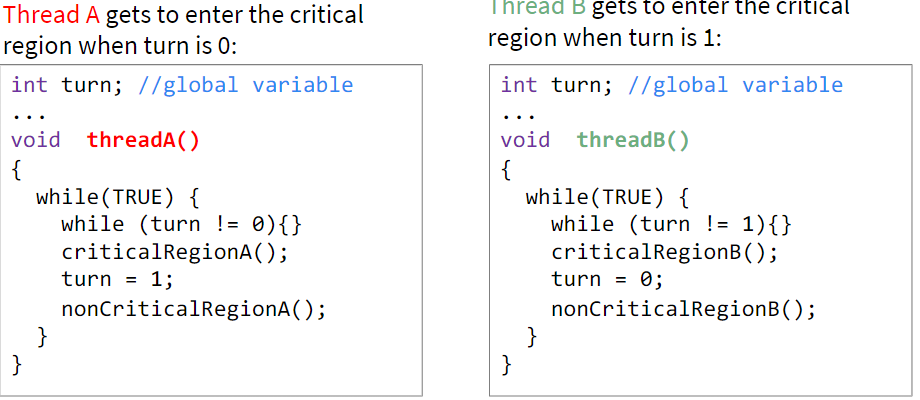 Thread A gets to enter the critical
region when turn is 0:
int turn; //global variable
...
void threadA()
{
  while(TRUE) {
    while (turn != 0){}
    criticalRegionA();
    turn = 1;
    nonCriticalRegionA();
  }
}
Thread B gets to enter the critical
region when turn is 1:
int turn; //global variable
...
void threadB()
{
  while(TRUE) {
    while (turn != 1){}
    criticalRegionB();
    turn = 0;
    nonCriticalRegionB();
  }
}